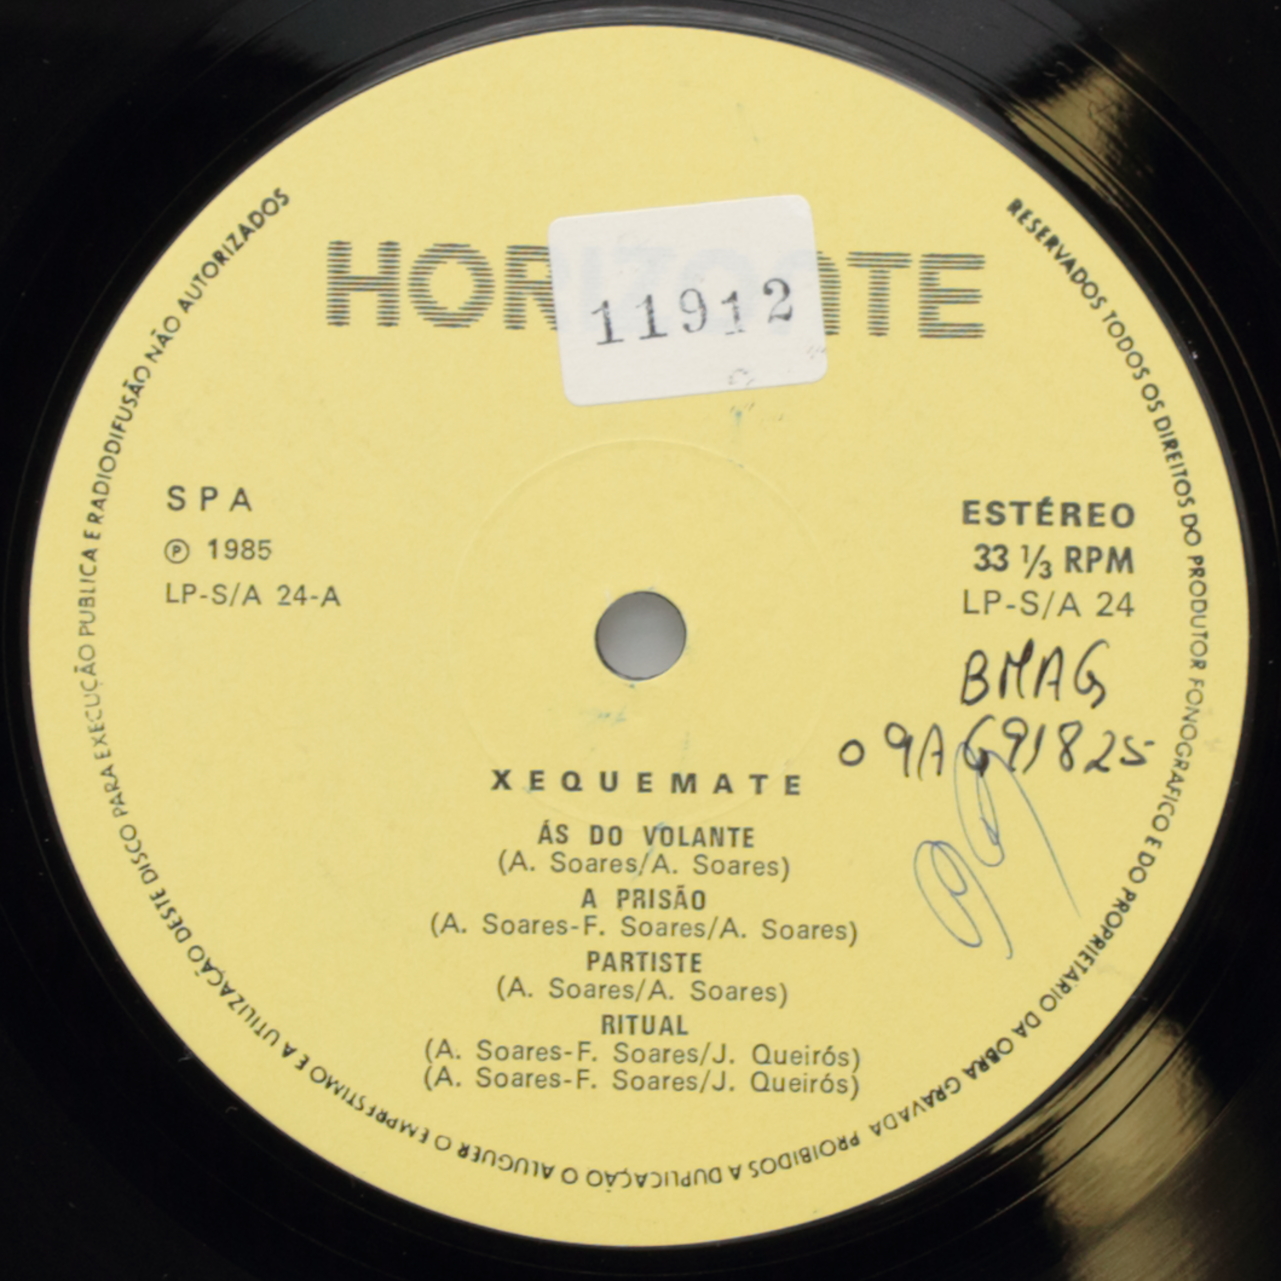 HORIZONTE
11912
SPA
℗ 1985
LP-S/A 24-A
ESTÉREO
33 ⅓ RPM
LP-S/A 24
BMAG
09AG91825
XEQUEMATE
ÁS DO VOLANTE
(A. Soares/A. Soares)
A PRISÃO
(A. Soares-F. Soares/A. Soares)
PARTISTE
(A. Soares/A. Soares)
RITUAL
(A. Soares-F. Soares/J. Queirós)
(A. Soares-F. Soares/J. Queirós)
RESERVADOS TODOS OS DIREITOS DO PRODUTOR FONOGRAFICO E DO PROPRIETARIO DA OBRA GRAVADA PROIBIDOS A DUPLICAÇÃO O ALUGUER O EMPRESTIMO E A UTILIZAÇÃO DESTE DISCO PARA EXECUÇÃO PUBLICA E RADIODIFUSÃO NÃO AUTORIZADOS